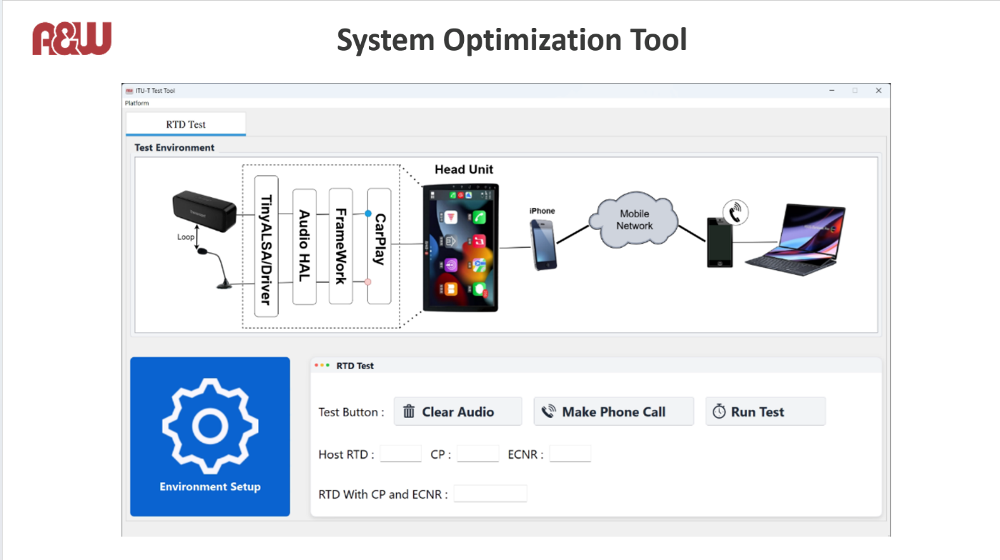 A&W
System Optimization Tool
ITU-T Test Tool
Platform
RTD Test
Test Environment
Head Unit
TinyALSA/Driver
Audio HAL
FrameWork
CarPlay
Loop
iPhone
Mobile
Network
Environment Setup
RTD Test
Test Button :
Clear Audio
Make Phone Call
Run Test
Host RTD :
CP :
ECNR :
RTD With CP and ECNR :